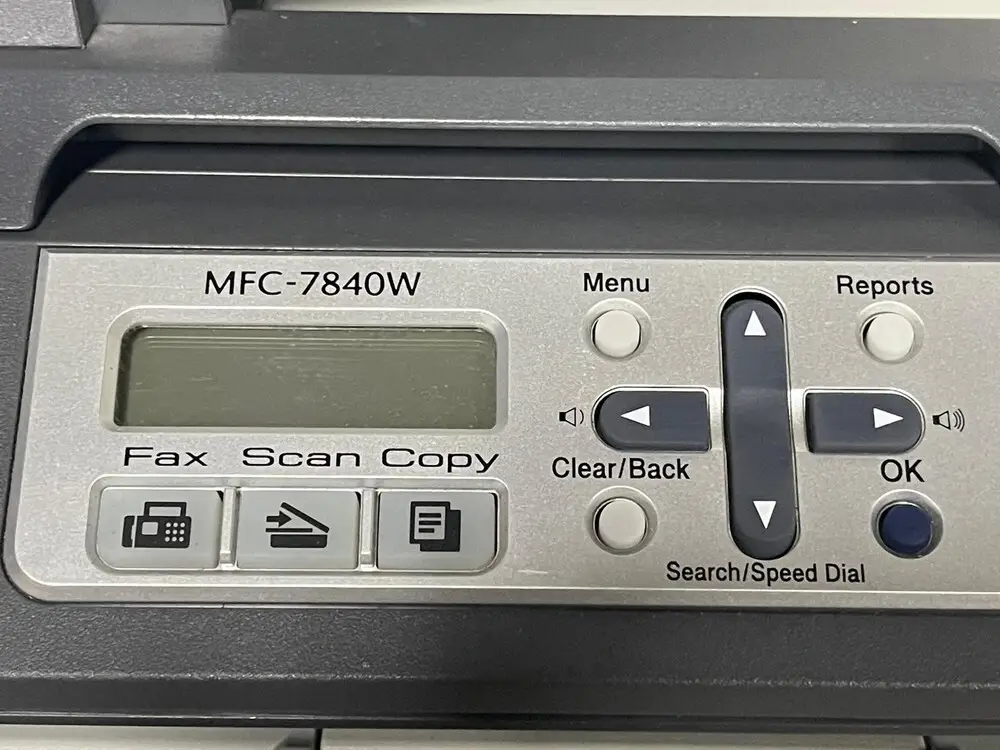 MFC-7840W
Fax Scan Copy
Menu
Reports
Clear/Back
OK
Search/Speed Dial